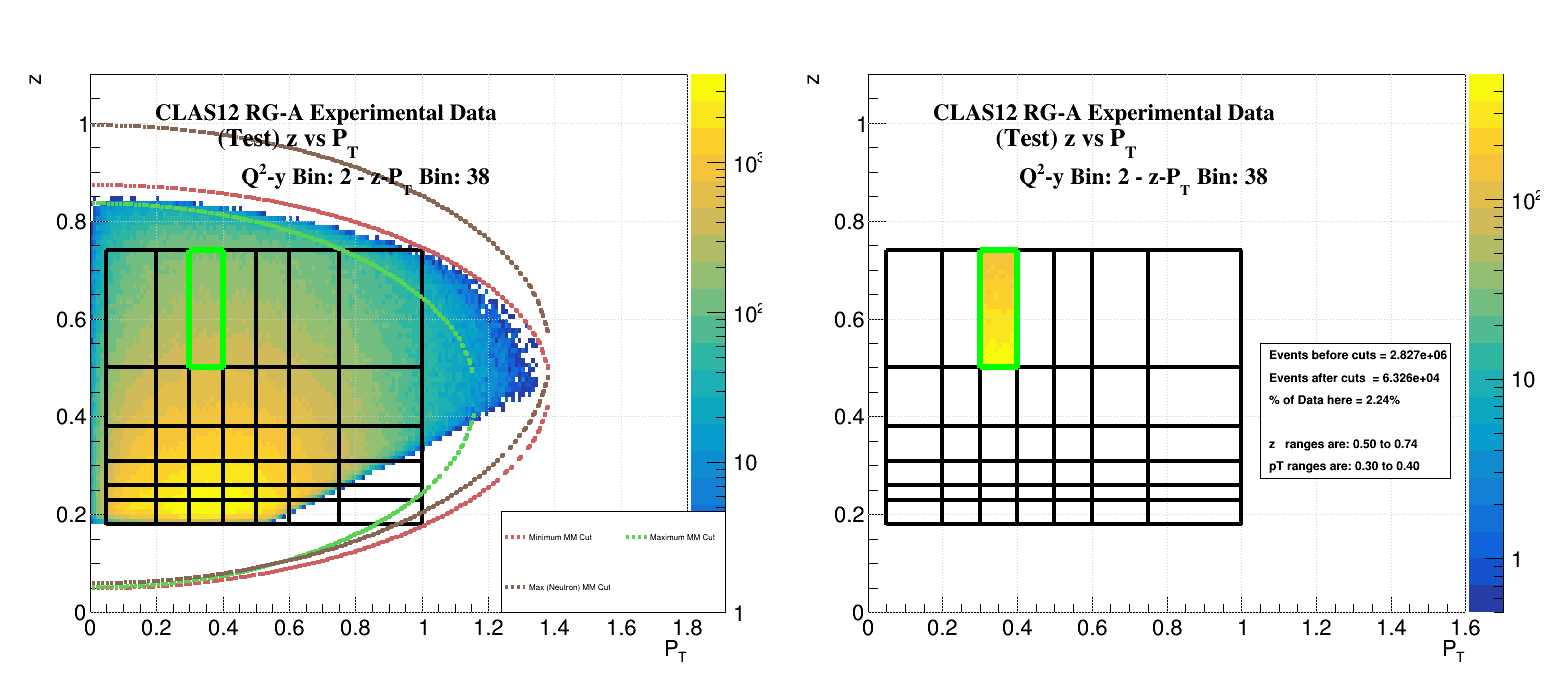 CLAS12 RG-A Experimental Data
(Test) z vs P_T
Q²-y Bin: 2 - z-P_T Bin: 38
z
1
0.8
0.6
0.4
0.2
0
0 0.2 0.4 0.6 0.8 1 1.2 1.4 1.6 1.8
P_T
10³
10²
10
1
Minimum MM Cut
Maximum MM Cut
Max (Neutron) MM Cut
CLAS12 RG-A Experimental Data
(Test) z vs P_T
Q²-y Bin: 2 - z-P_T Bin: 38
z
1
0.8
0.6
0.4
0.2
0
0 0.2 0.4 0.6 0.8 1 1.2 1.4 1.6
P_T
10²
10
1
Events before cuts = 2.827e+06
Events after cuts = 6.326e+04
% of Data here = 2.24%
z ranges are: 0.50 to 0.74
pT ranges are: 0.30 to 0.40